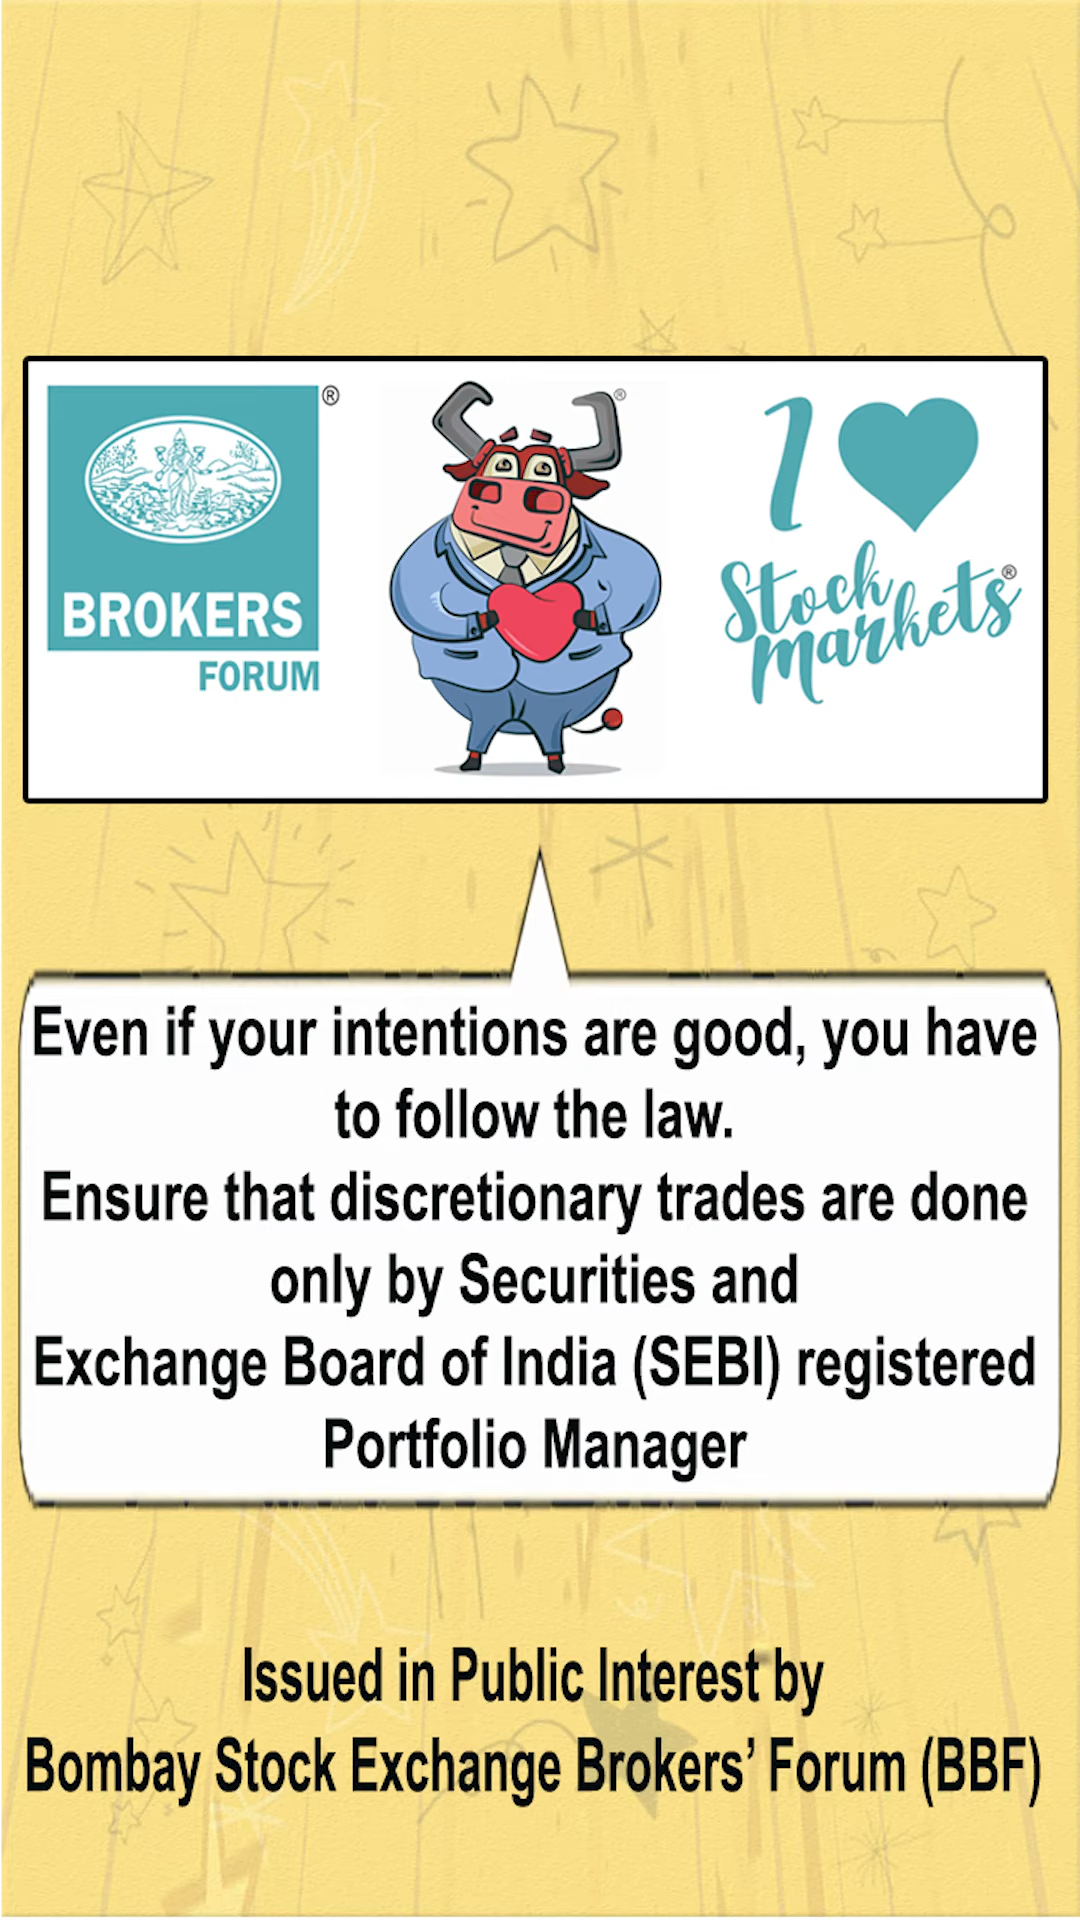 BROKERS
FORUM
®
®
I
Stock
markets®
Even if your intentions are good, you have
to follow the law.
Ensure that discretionary trades are done
only by Securities and
Exchange Board of India (SEBI) registered
Portfolio Manager
Issued in Public Interest by
Bombay Stock Exchange Brokers’ Forum (BBF)